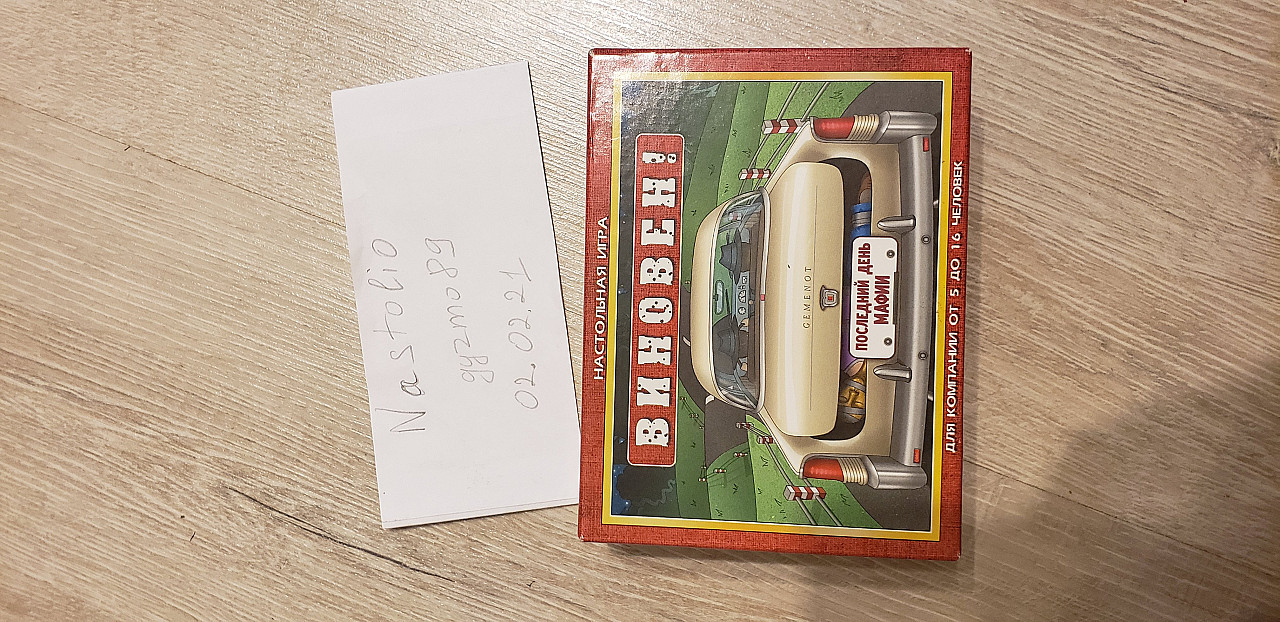 Nastolio
gyzmo89
02.02.21
НАСТОЛЬНАЯ ИГРА
ВИНОВЕН!
GEMENOT
ПОСЛЕДНИЙ ДЕНЬ
МАФИИ
ДЛЯ КОМПАНИИ ОТ 5 ДО 16 ЧЕЛОВЕК